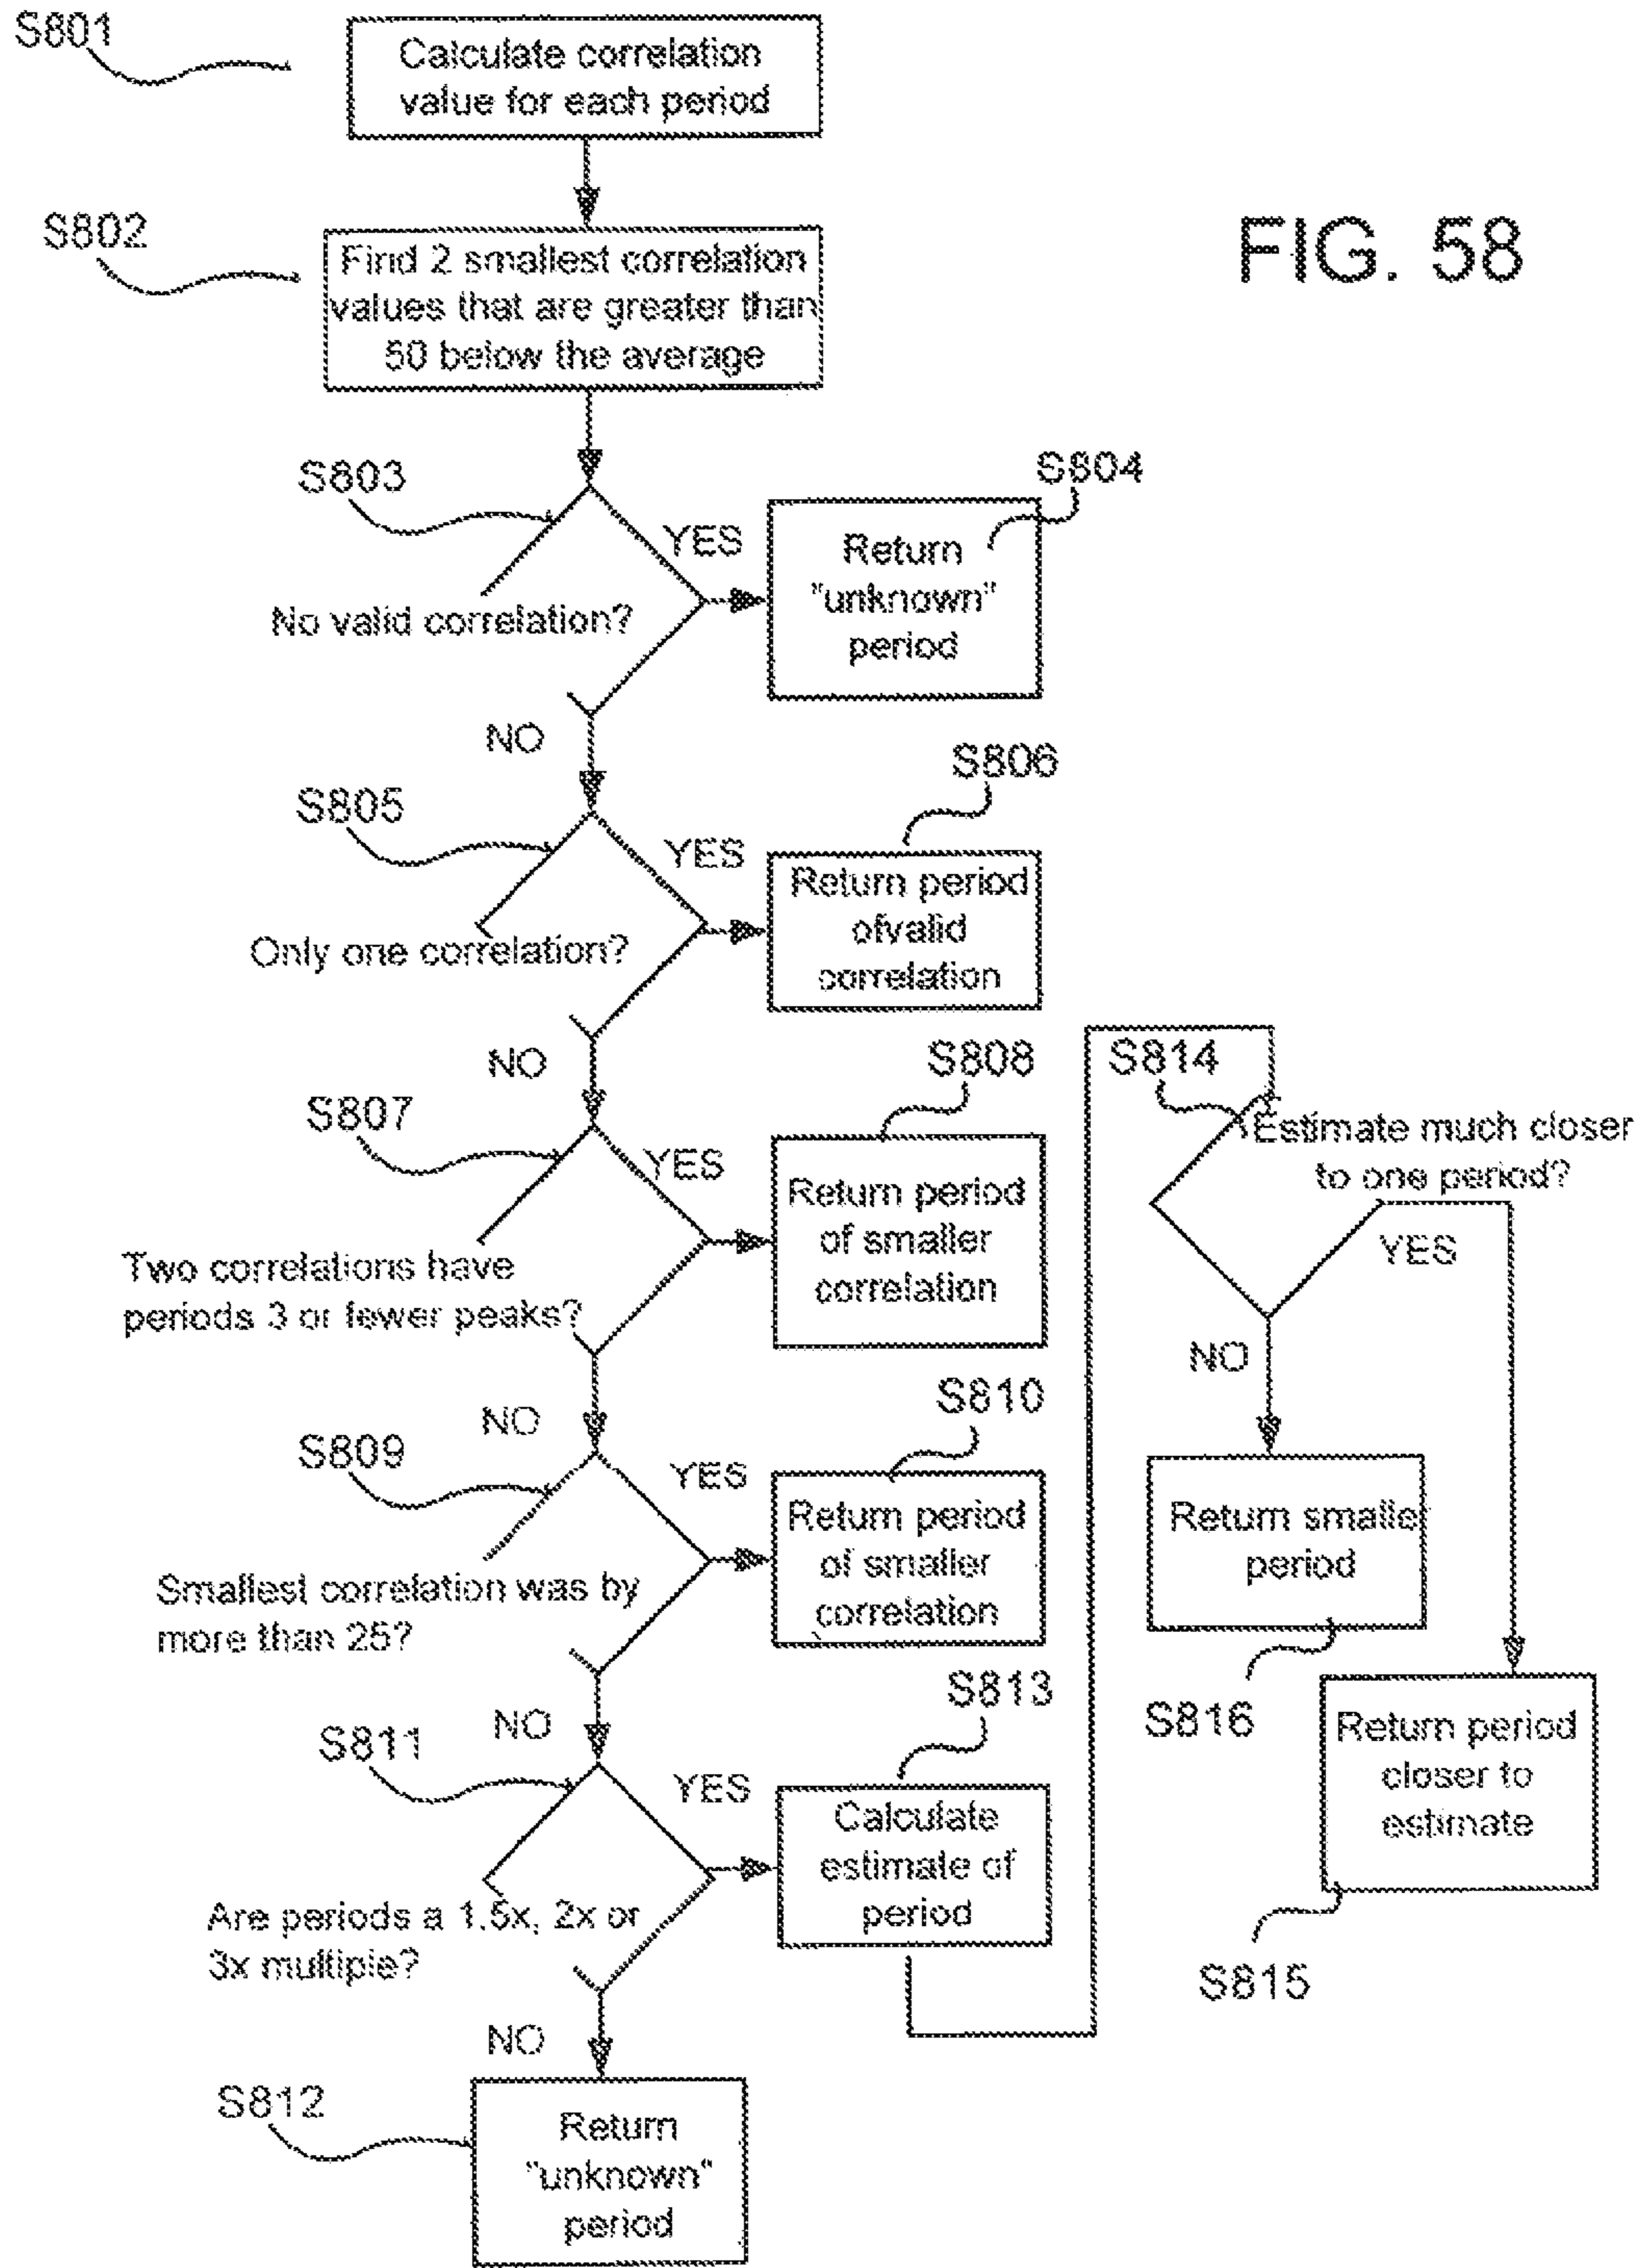 S801
Calculate correlation
value for each period
FIG. 58
S802
Find 2 smallest correlation
values that are greater than
50 below the average
S803
No valid correlation?
YES
NO
S804
Return
"unknown"
period
S805
Only one correlation?
YES
NO
S806
Return period
ofvalid
correlation
S807
Two correlations have
periods 3 or fewer peaks?
YES
NO
S808
Return period
of smaller
correlation
S809
Smallest correlation was by
more than 25?
YES
NO
S810
Return period
of smaller
correlation
S811
Are periods a 1.5x, 2x or
3x multiple?
YES
NO
S813
Calculate
estimate of
period
S812
Return
"unknown"
period
S814
Estimate much closer
to one period?
YES
NO
Return smaller
period
S816
Return period
closer to
estimate
S815